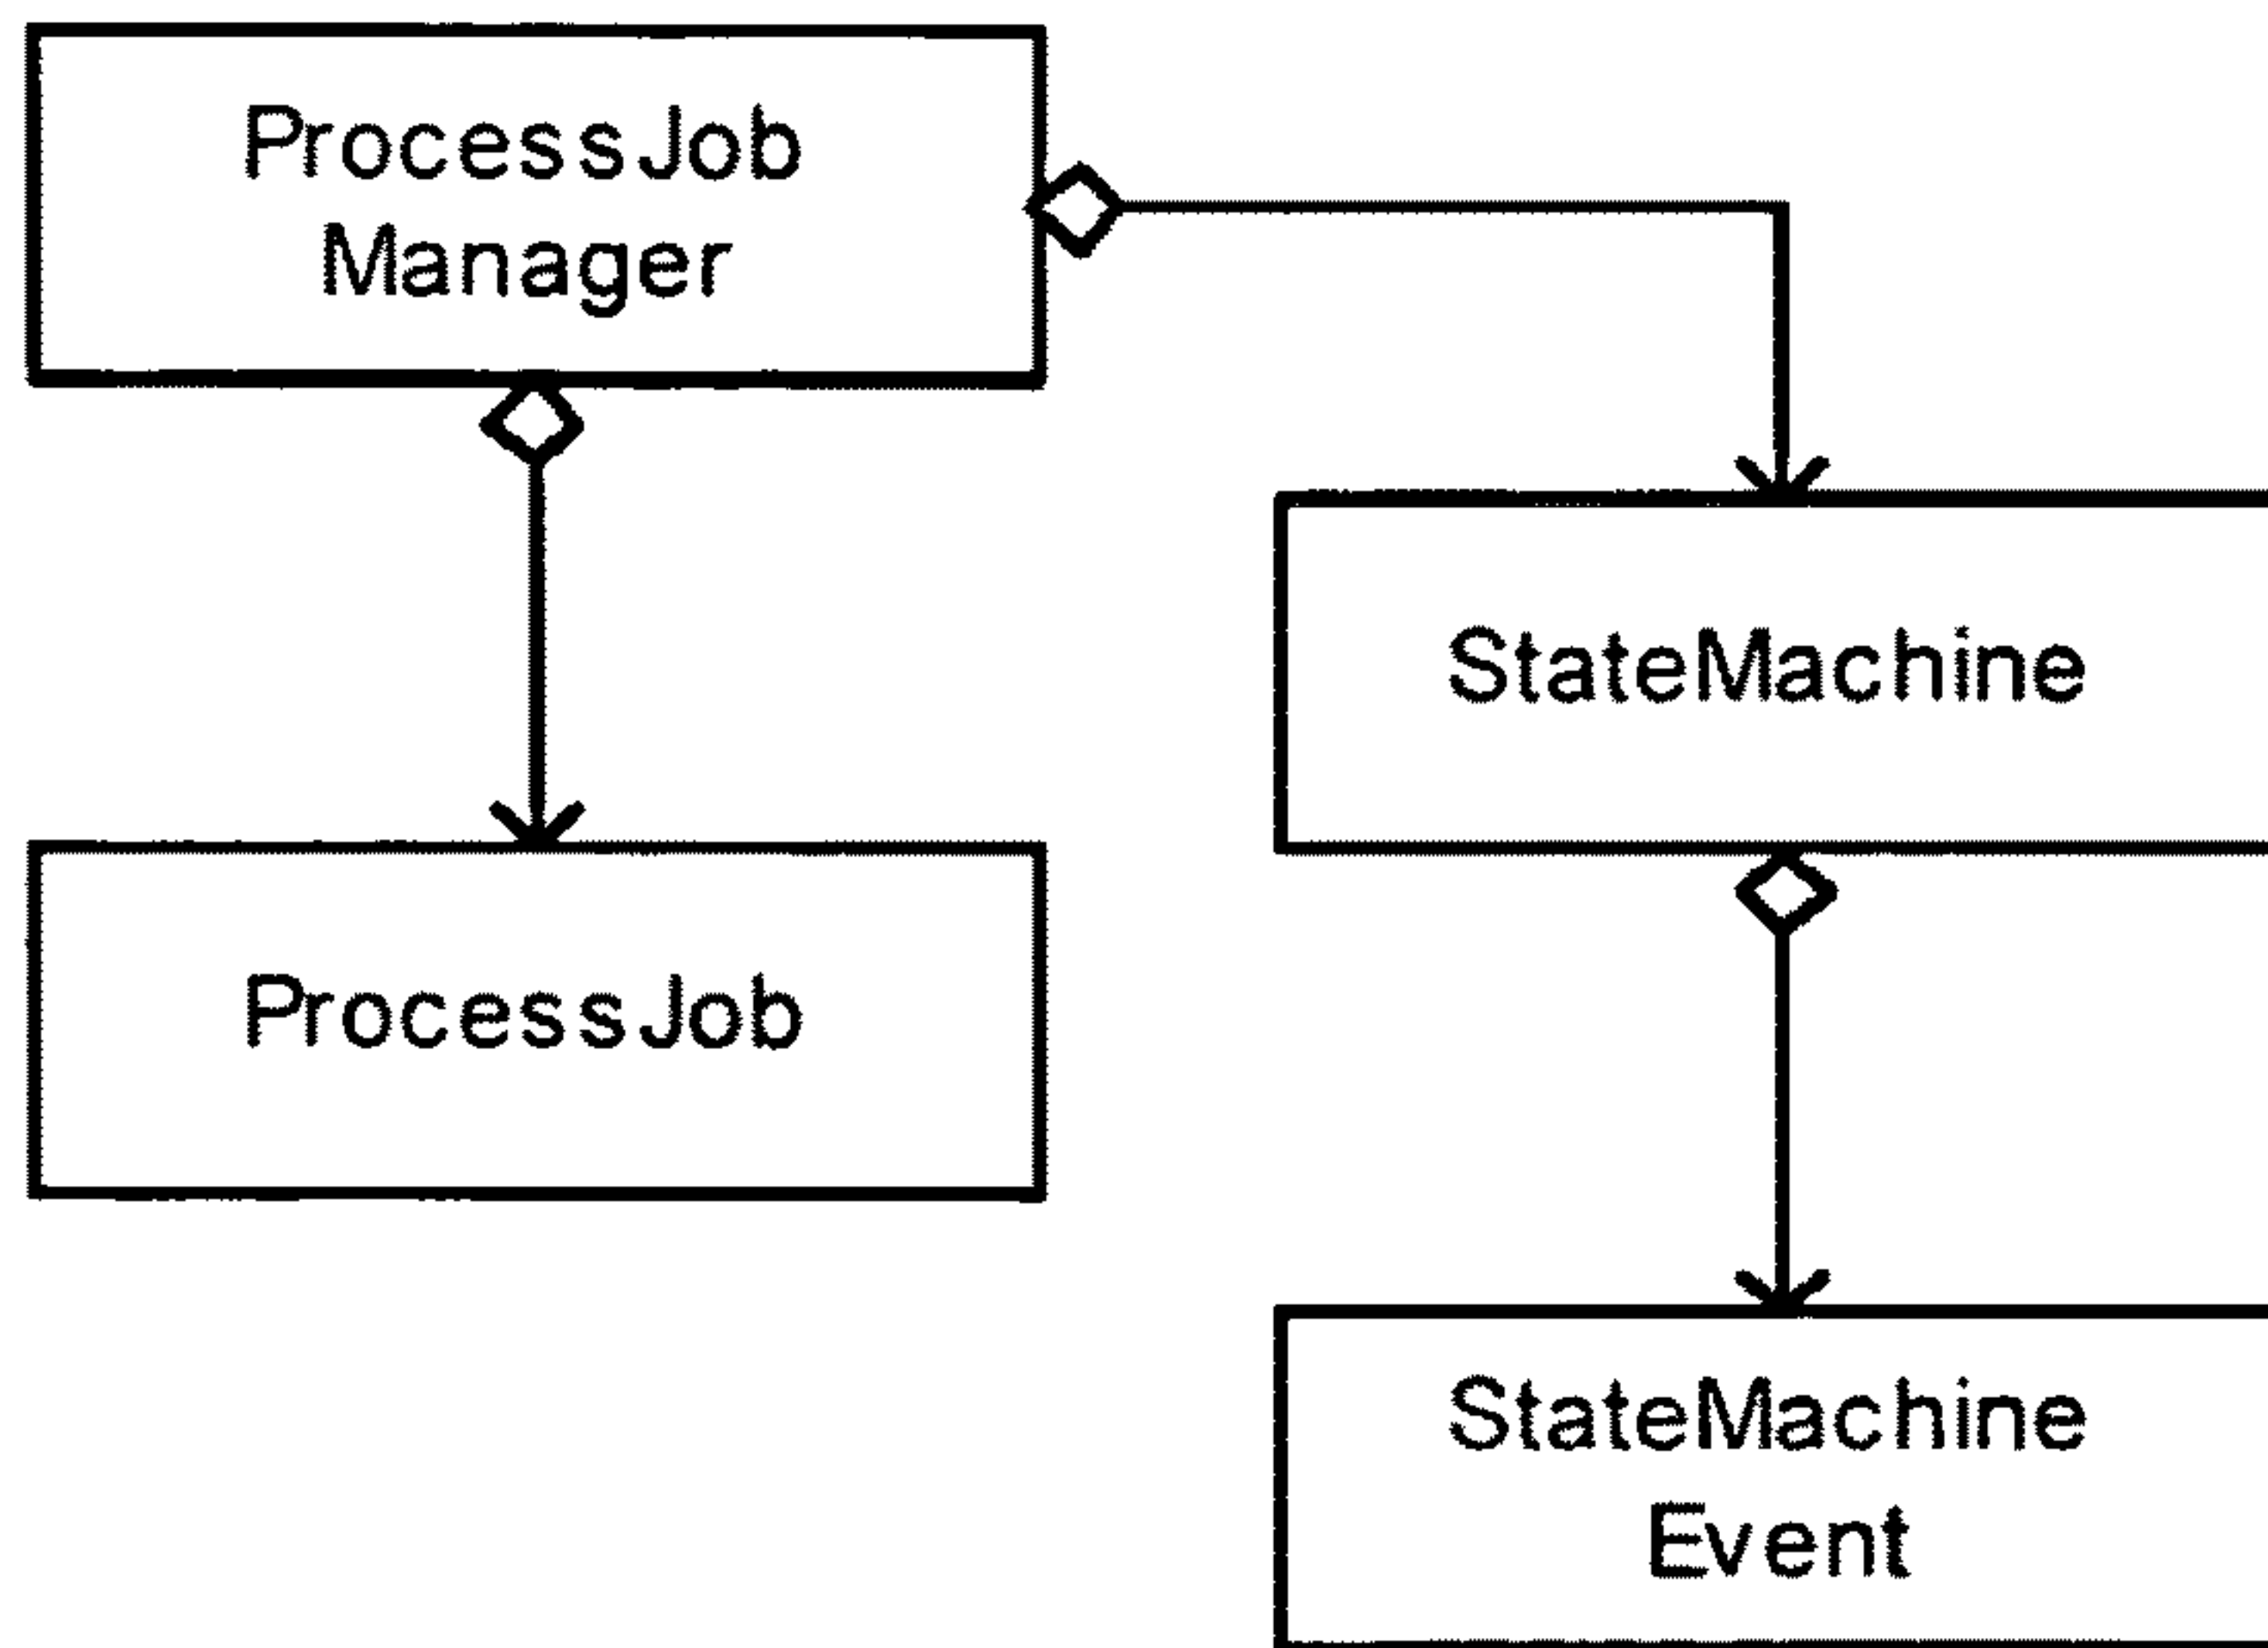 ProcessJob
Manager
StateMachine
ProcessJob
StateMachine
Event